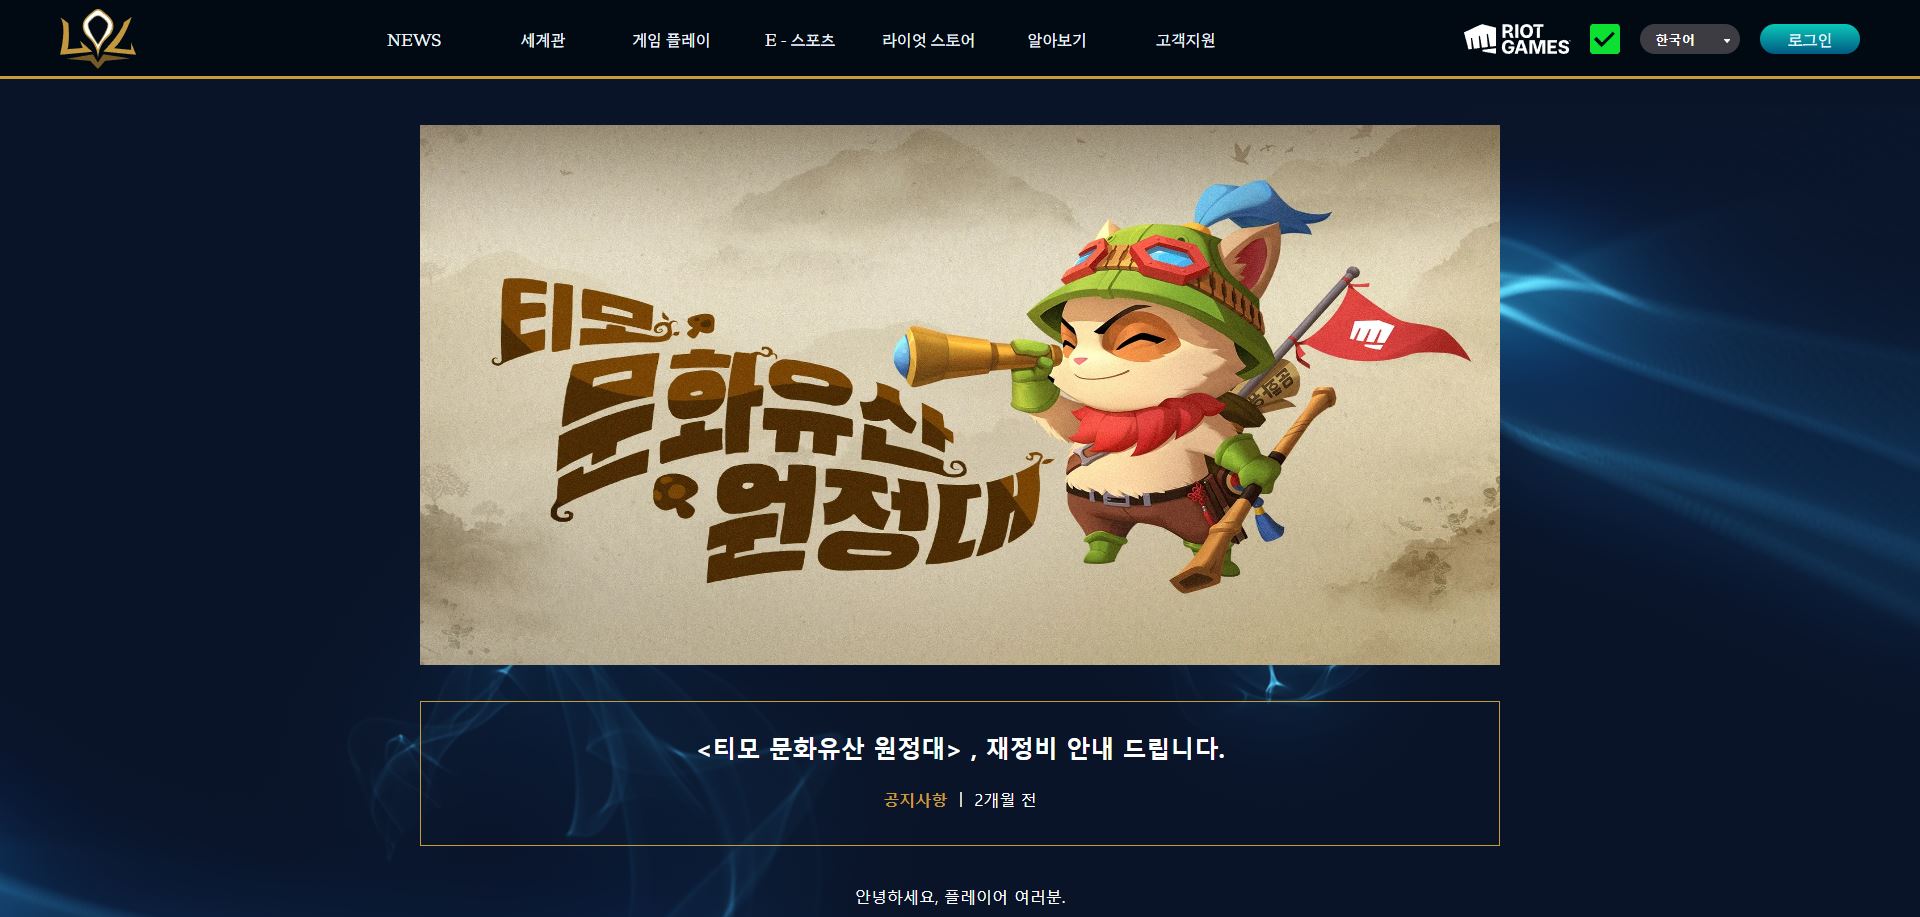 LOL
NEWS 세계관 게임 플레이 E - 스포츠 라이엇 스토어 알아보기 고객지원
RIOT GAMES
한국어
로그인
티모
문화유산
원정대
<티모 문화유산 원정대> , 재정비 안내 드립니다.
공지사항 | 2개월 전
안녕하세요, 플레이어 여러분.